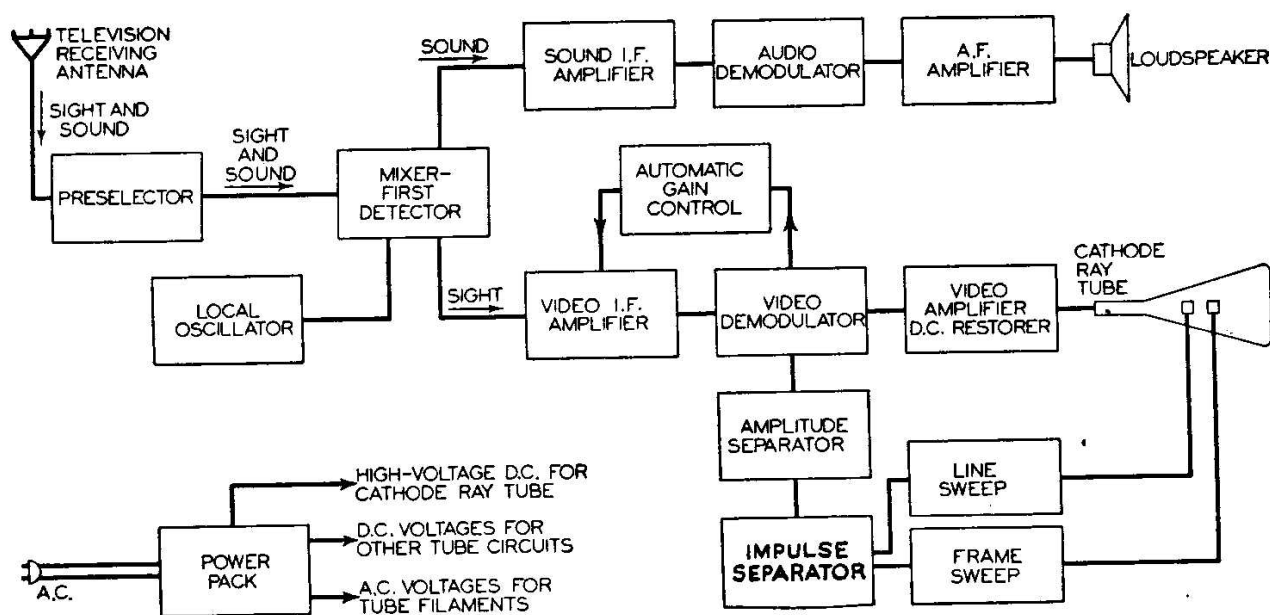 TELEVISION
RECEIVING
ANTENNA
SIGHT AND
SOUND
PRESELECTOR
SIGHT
AND
SOUND
MIXER-
FIRST
DETECTOR
LOCAL
OSCILLATOR
SOUND
SOUND I.F.
AMPLIFIER
AUDIO
DEMODULATOR
A.F.
AMPLIFIER
LOUDSPEAKER
AUTOMATIC
GAIN
CONTROL
SIGHT
VIDEO I.F.
AMPLIFIER
VIDEO
DEMODULATOR
VIDEO
AMPLIFIER
D.C. RESTORER
CATHODE
RAY
TUBE
AMPLITUDE
SEPARATOR
IMPULSE
SEPARATOR
LINE
SWEEP
FRAME
SWEEP
A.C.
POWER
PACK
HIGH-VOLTAGE D.C. FOR
CATHODE RAY TUBE
D.C. VOLTAGES FOR
OTHER TUBE CIRCUITS
A.C. VOLTAGES FOR
TUBE FILAMENTS